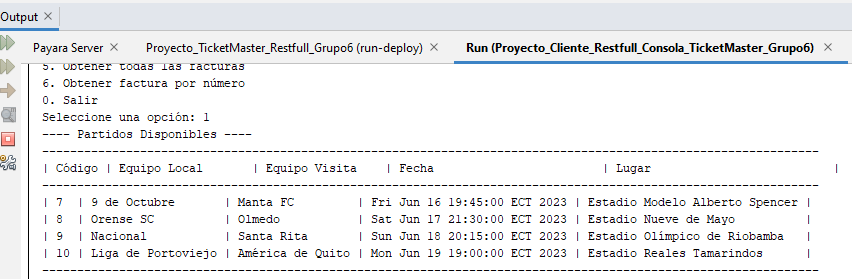 Output ×
Payara Server × Proyecto_TicketMaster_Restfull_Grupo6 (run-deploy) × Run (Proyecto_Cliente_Restfull_Consola_TicketMaster_Grupo6) ×
5. Obtener todas las facturas
6. Obtener factura por número
0. Salir
Seleccione una opción: 1
---- Partidos Disponibles ----
| Código | Equipo Local | Equipo Visita | Fecha | Lugar |
| 7 | 9 de Octubre | Manta FC | Fri Jun 16 19:45:00 ECT 2023 | Estadio Modelo Alberto Spencer |
| 8 | Orense SC | Olmedo | Sat Jun 17 21:30:00 ECT 2023 | Estadio Nueve de Mayo |
| 9 | Nacional | Santa Rita | Sun Jun 18 20:15:00 ECT 2023 | Estadio Olímpico de Riobamba |
| 10 | Liga de Portoviejo | América de Quito | Mon Jun 19 19:00:00 ECT 2023 | Estadio Reales Tamarindos |